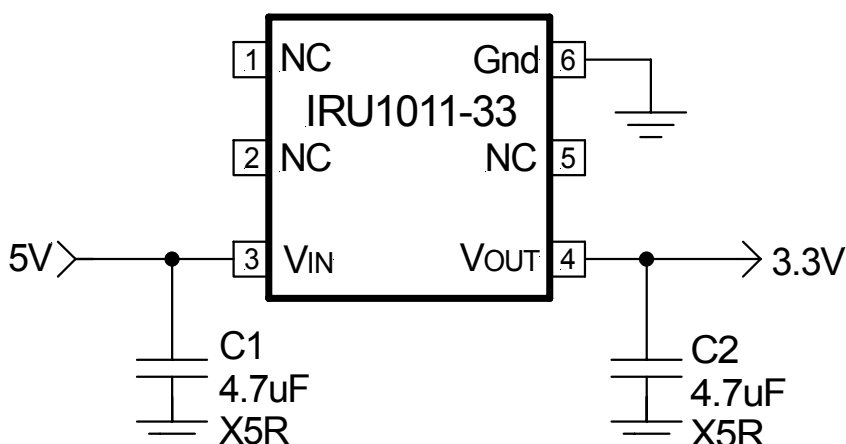 1 NC Gnd 6
IRU1011-33
2 NC NC 5
5V 3 VIN VOUT 4 3.3V
C1
4.7uF
X5R
C2
4.7uF
X5R